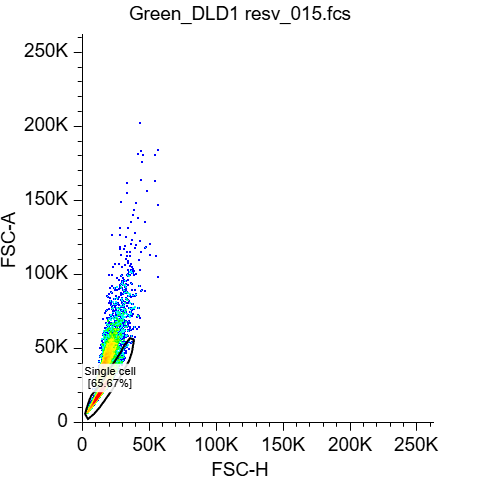 Green_DLD1 resv_015.fcs
250K
200K
150K
100K
50K
0
FSC-A
Single cell
[65.67%]
0 50K 100K 150K 200K 250K
FSC-H